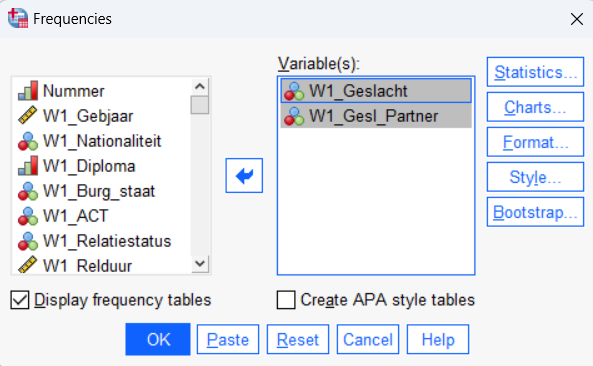 Frequencies
Variable(s):
Nummer
W1_Gebjaar
W1_Nationaliteit
W1_Diploma
W1_Burg_staat
W1_ACT
W1_Relatiestatus
W1_Relduur
W1_Geslacht
W1_Gesl_Partner
Statistics...
Charts...
Format...
Style...
Bootstrap...
Display frequency tables
Create APA style tables
OK
Paste
Reset
Cancel
Help